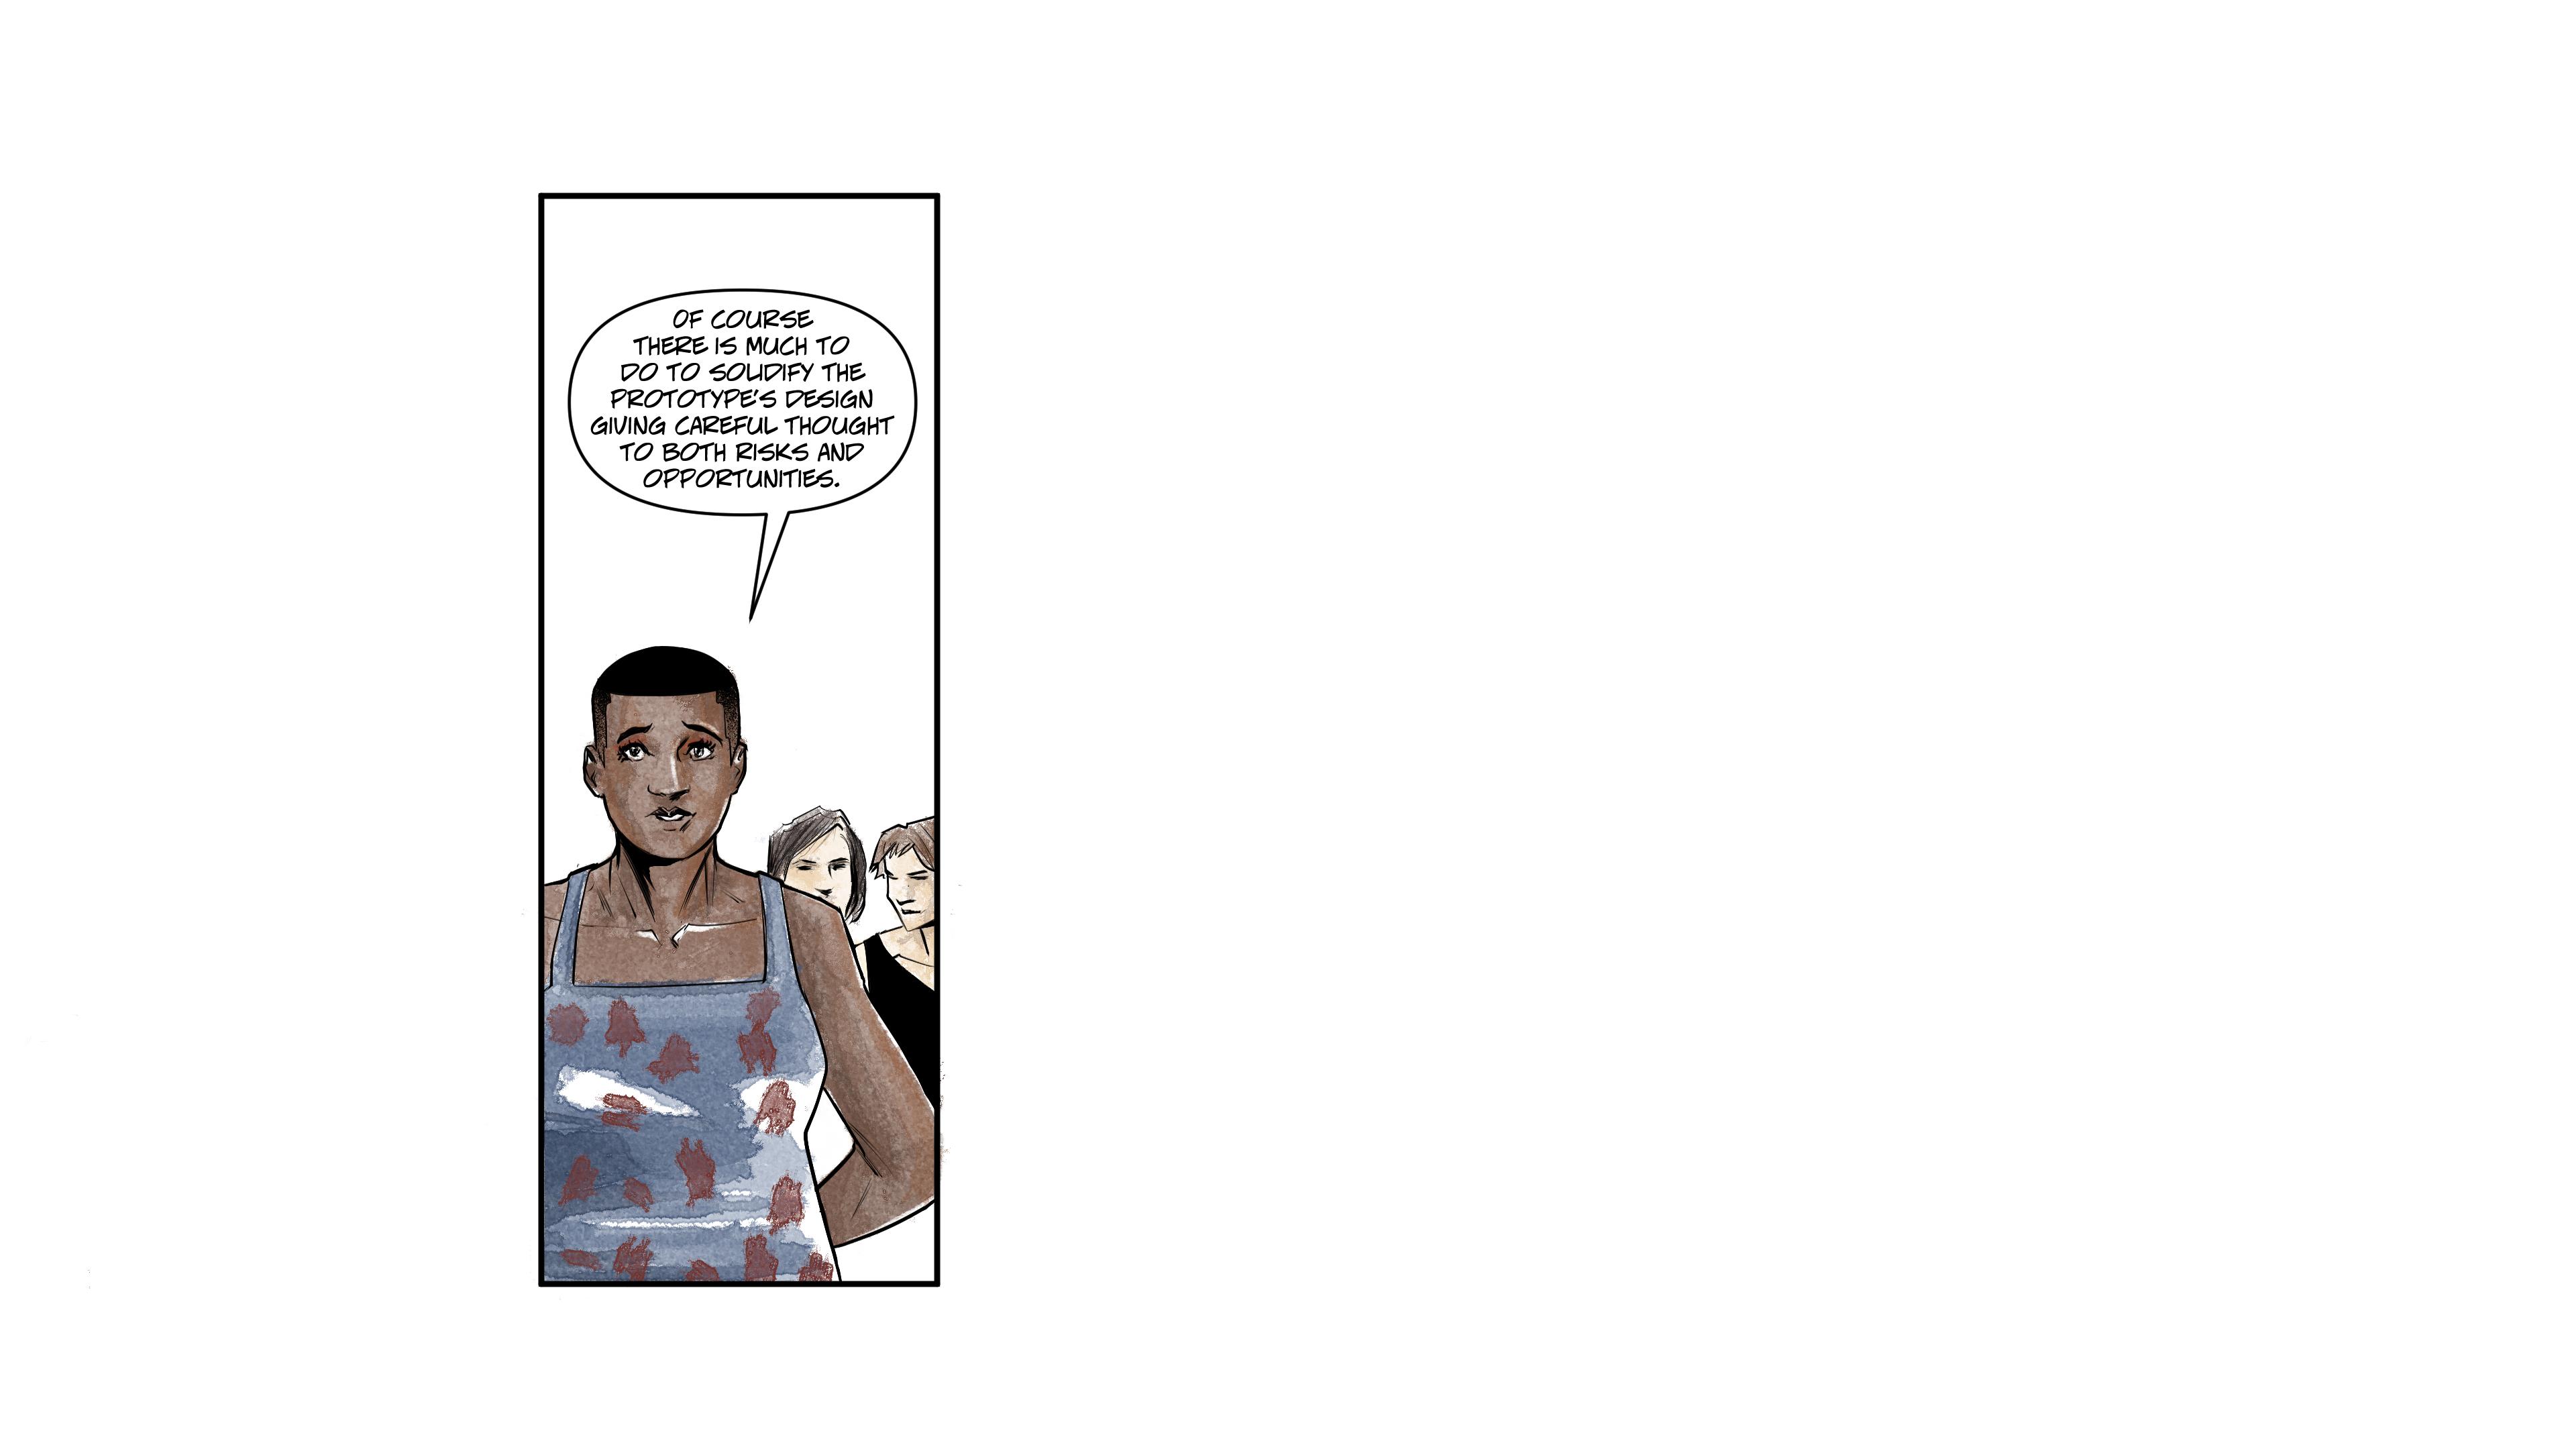 OF COURSE
THERE IS MUCH TO
DO TO SOLIDIFY THE
PROTOTYPE'S DESIGN
GIVING CAREFUL THOUGHT
TO BOTH RISKS AND
OPPORTUNITIES.